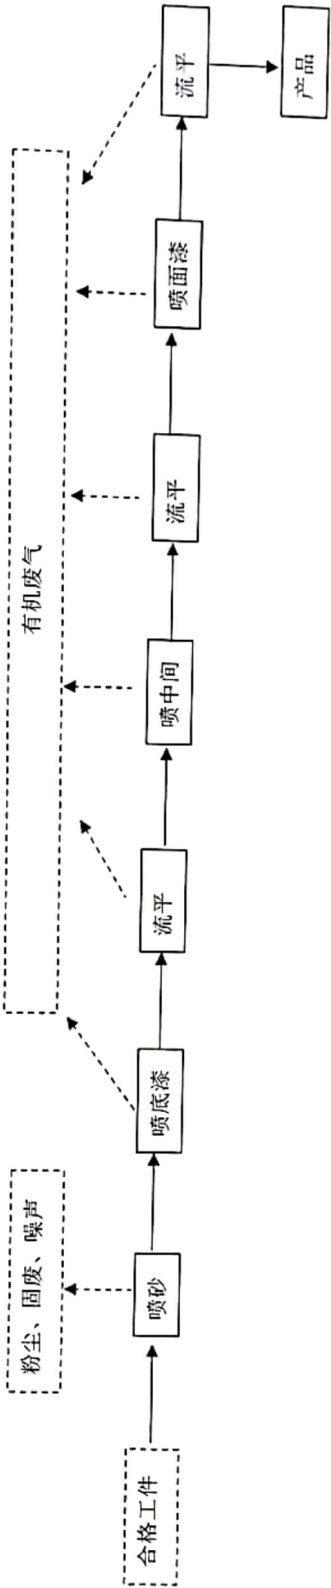 粉尘、固废、噪声
有机废气
合格工件
喷砂
喷底漆
流平
喷中间
流平
喷面漆
流平
产品